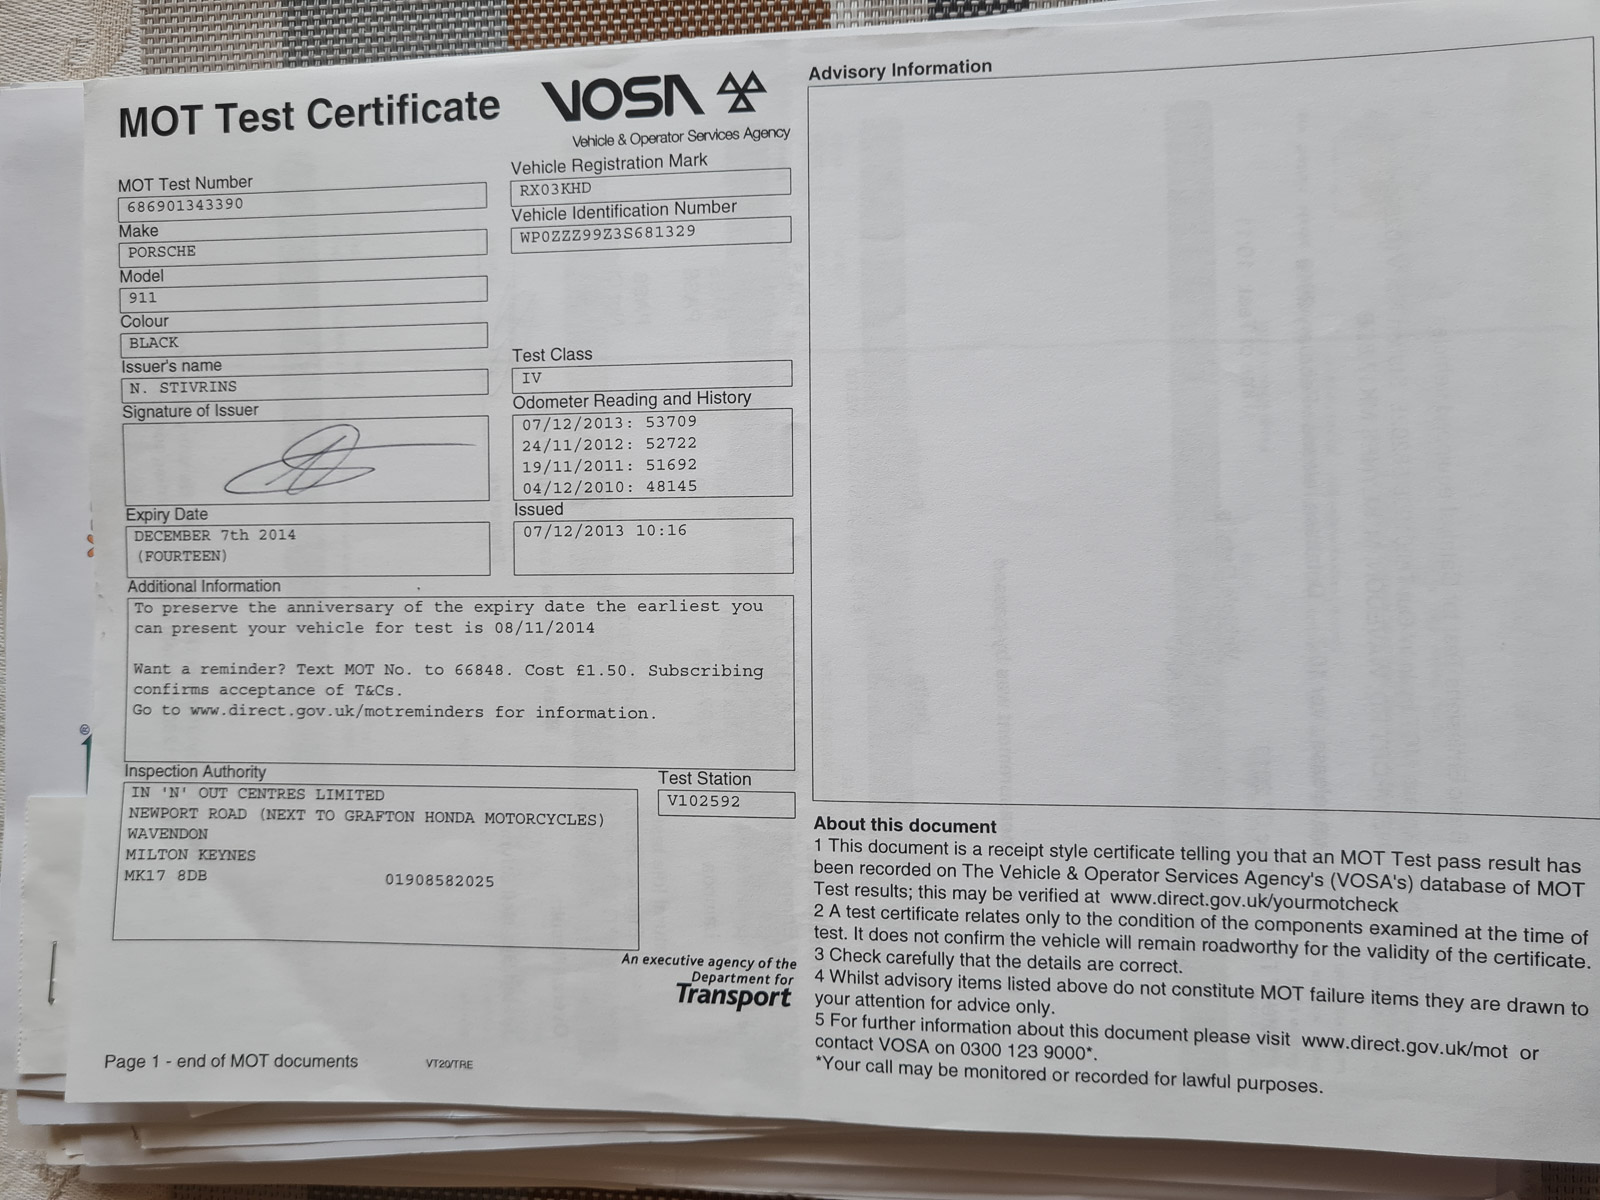 MOT Test Certificate
VOSA
Vehicle & Operator Services Agency
MOT Test Number
686901343390
Make
PORSCHE
Model
911
Colour
BLACK
Issuer's name
N. STIVRINS
Signature of Issuer
Expiry Date
DECEMBER 7th 2014
(FOURTEEN)
Vehicle Registration Mark
RX03KHD
Vehicle Identification Number
WP0ZZZ99Z3S681329
Test Class
IV
Odometer Reading and History
07/12/2013: 53709
24/11/2012: 52722
19/11/2011: 51692
04/12/2010: 48145
Issued
07/12/2013 10:16
Additional Information
To preserve the anniversary of the expiry date the earliest you
can present your vehicle for test is 08/11/2014
Want a reminder? Text MOT No. to 66848. Cost £1.50. Subscribing
confirms acceptance of T&Cs.
Go to www.direct.gov.uk/motreminders for information.
Inspection Authority
IN 'N' OUT CENTRES LIMITED
NEWPORT ROAD (NEXT TO GRAFTON HONDA MOTORCYCLES)
WAVENDON
MILTON KEYNES
MK17 8DB 01908582025
Test Station
V102592
An executive agency of the
Department for
Transport
Page 1 - end of MOT documents VT20/TRE
Advisory Information
About this document
1 This document is a receipt style certificate telling you that an MOT Test pass result has
been recorded on The Vehicle & Operator Services Agency's (VOSA's) database of MOT
Test results; this may be verified at www.direct.gov.uk/yourmotcheck
2 A test certificate relates only to the condition of the components examined at the time of
test. It does not confirm the vehicle will remain roadworthy for the validity of the certificate.
3 Check carefully that the details are correct.
4 Whilst advisory items listed above do not constitute MOT failure items they are drawn to
your attention for advice only.
5 For further information about this document please visit www.direct.gov.uk/mot or
contact VOSA on 0300 123 9000*.
*Your call may be monitored or recorded for lawful purposes.